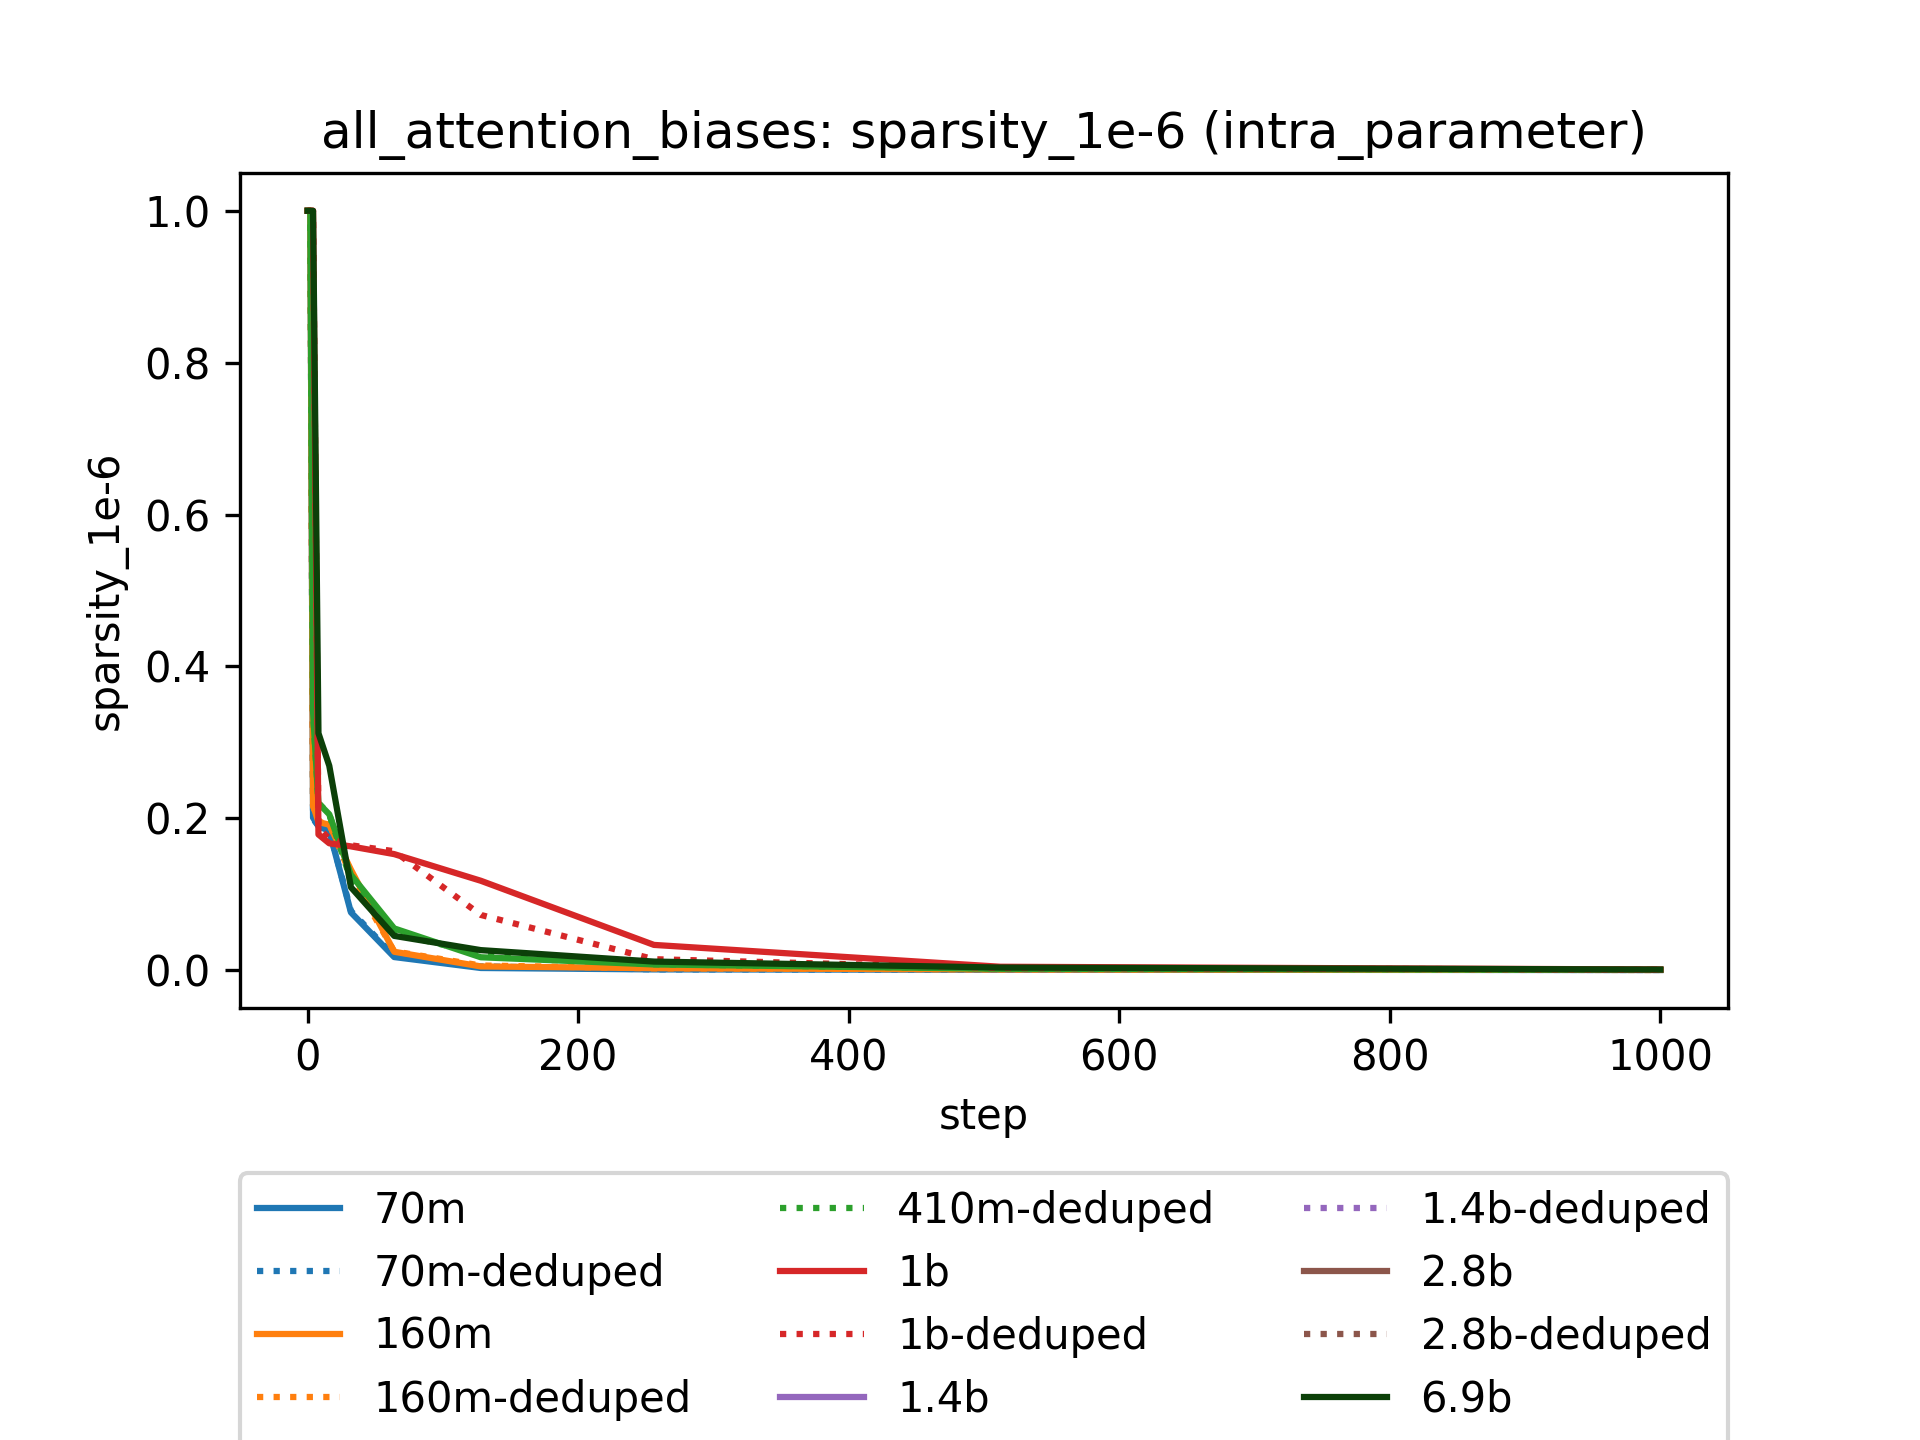 all_attention_biases: sparsity_1e-6 (intra_parameter)
1.0
0.8
0.6
0.4
0.2
0.0
sparsity_1e-6
0 200 400 600 800 1000
step
70m 410m-deduped 1.4b-deduped
70m-deduped 1b 2.8b
160m 1b-deduped 2.8b-deduped
160m-deduped 1.4b 6.9b